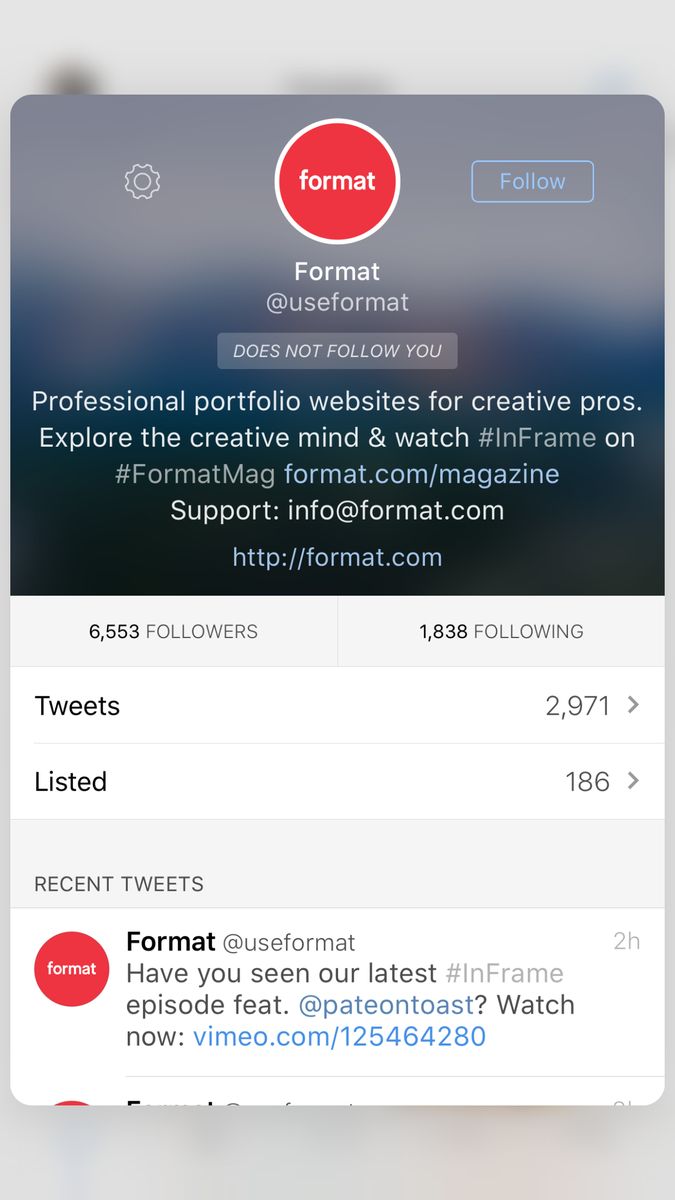 format
Follow
Format
@useformat
DOES NOT FOLLOW YOU
Professional portfolio websites for creative pros.
Explore the creative mind & watch #InFrame on
#FormatMag format.com/magazine
Support: info@format.com
http://format.com
6,553 FOLLOWERS
1,838 FOLLOWING
Tweets 2,971
Listed 186
RECENT TWEETS
Format @useformat 2h
format
Have you seen our latest #InFrame
episode feat. @pateontoast? Watch
now: vimeo.com/125464280